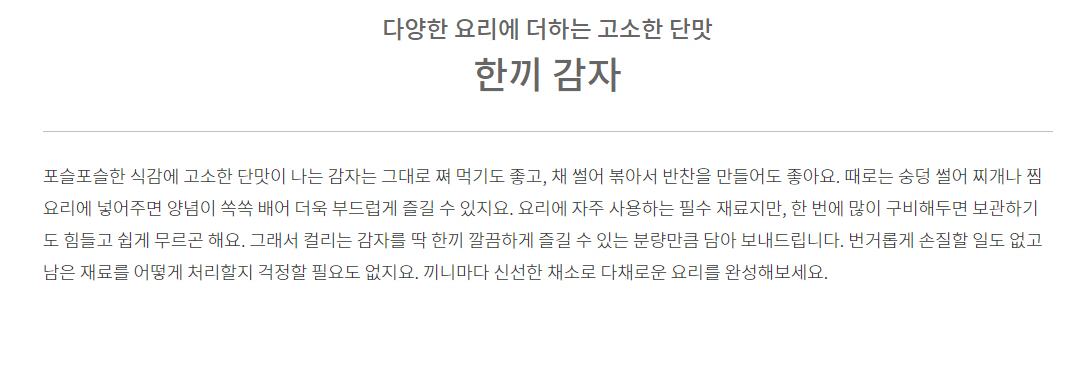 다양한 요리에 더하는 고소한 단맛
한끼 감자
포슬포슬한 식감에 고소한 단맛이 나는 감자는 그대로 쪄 먹기도 좋고, 채 썰어 볶아서 반찬을 만들어도 좋아요. 때로는 숭덩 썰어 찌개나 찜
요리에 넣어주면 양념이 쏙쏙 배어 더욱 부드럽게 즐길 수 있지요. 요리에 자주 사용하는 필수 재료지만, 한 번에 많이 구비해두면 보관하기
도 힘들고 쉽게 무르곤 해요. 그래서 컬리는 감자를 딱 한끼 깔끔하게 즐길 수 있는 분량만큼 담아 보내드립니다. 번거롭게 손질할 일도 없고
남은 재료를 어떻게 처리할지 걱정할 필요도 없지요. 끼니마다 신선한 채소로 다채로운 요리를 완성해보세요.